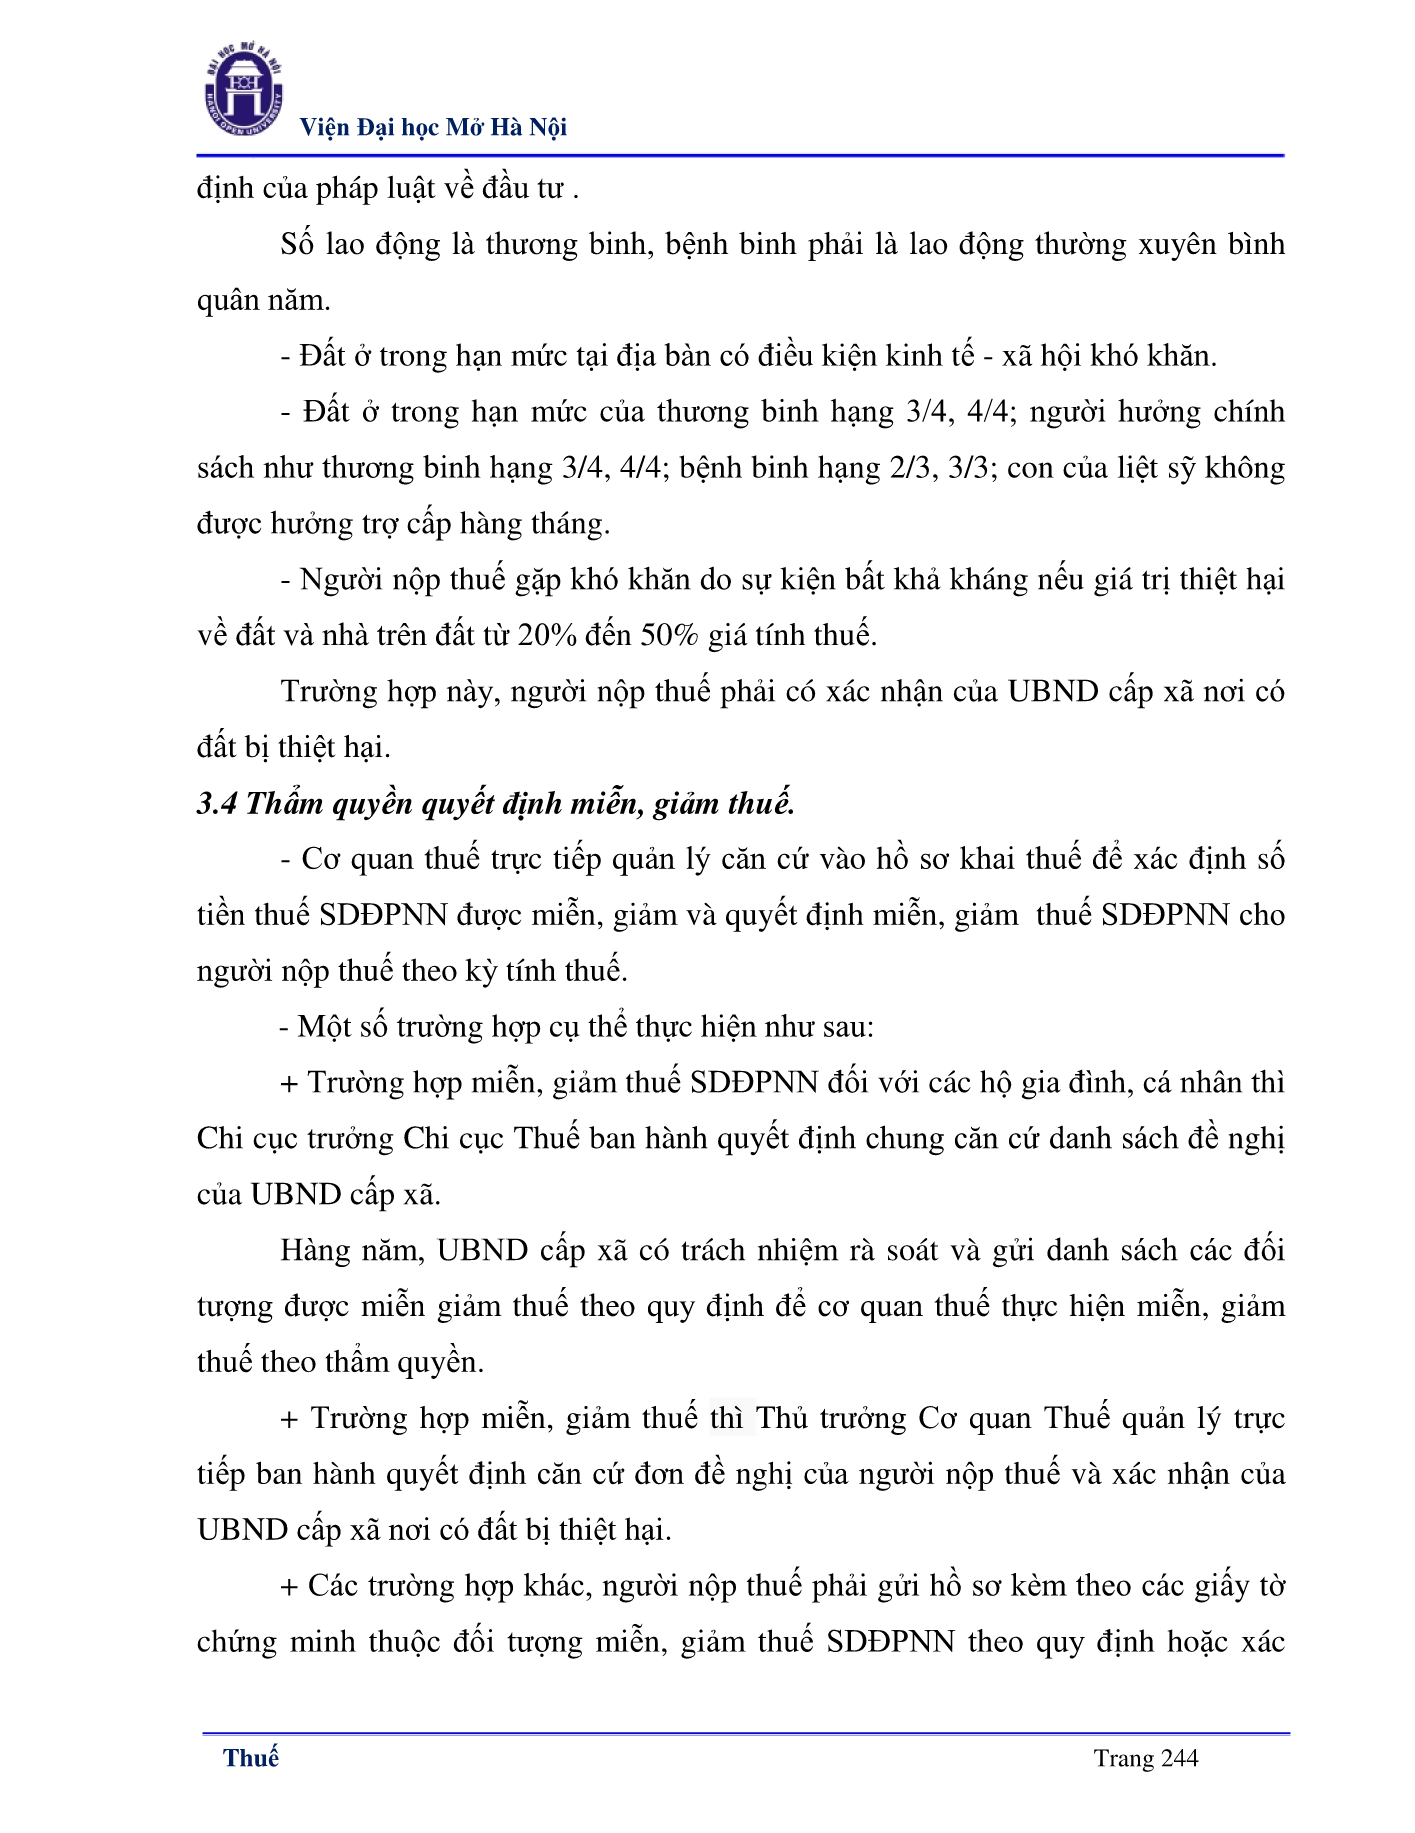 ĐẠI HỌC MỞ HÀ NỘI
HANOI OPEN UNIVERSITY
Viện Đại học Mở Hà Nội
định của pháp luật về đầu tư .
Số lao động là thương binh, bệnh binh phải là lao động thường xuyên bình
quân năm.
- Đất ở trong hạn mức tại địa bàn có điều kiện kinh tế - xã hội khó khăn.
- Đất ở trong hạn mức của thương binh hạng 3/4, 4/4; người hưởng chính
sách như thương binh hạng 3/4, 4/4; bệnh binh hạng 2/3, 3/3; con của liệt sỹ không
được hưởng trợ cấp hàng tháng.
- Người nộp thuế gặp khó khăn do sự kiện bất khả kháng nếu giá trị thiệt hại
về đất và nhà trên đất từ 20% đến 50% giá tính thuế.
Trường hợp này, người nộp thuế phải có xác nhận của UBND cấp xã nơi có
đất bị thiệt hại.
3.4 Thẩm quyền quyết định miễn, giảm thuế.
- Cơ quan thuế trực tiếp quản lý căn cứ vào hồ sơ khai thuế để xác định số
tiền thuế SDĐPNN được miễn, giảm và quyết định miễn, giảm  thuế SDĐPNN cho
người nộp thuế theo kỳ tính thuế.
- Một số trường hợp cụ thể thực hiện như sau:
+ Trường hợp miễn, giảm thuế SDĐPNN đối với các hộ gia đình, cá nhân thì
Chi cục trưởng Chi cục Thuế ban hành quyết định chung căn cứ danh sách đề nghị
của UBND cấp xã.
Hàng năm, UBND cấp xã có trách nhiệm rà soát và gửi danh sách các đối
tượng được miễn giảm thuế theo quy định để cơ quan thuế thực hiện miễn, giảm
thuế theo thẩm quyền.
+ Trường hợp miễn, giảm thuế thì Thủ trưởng Cơ quan Thuế quản lý trực
tiếp ban hành quyết định căn cứ đơn đề nghị của người nộp thuế và xác nhận của
UBND cấp xã nơi có đất bị thiệt hại.
+ Các trường hợp khác, người nộp thuế phải gửi hồ sơ kèm theo các giấy tờ
chứng minh thuộc đối tượng miễn, giảm thuế SDĐPNN theo quy định hoặc xác
Thuế
Trang 244